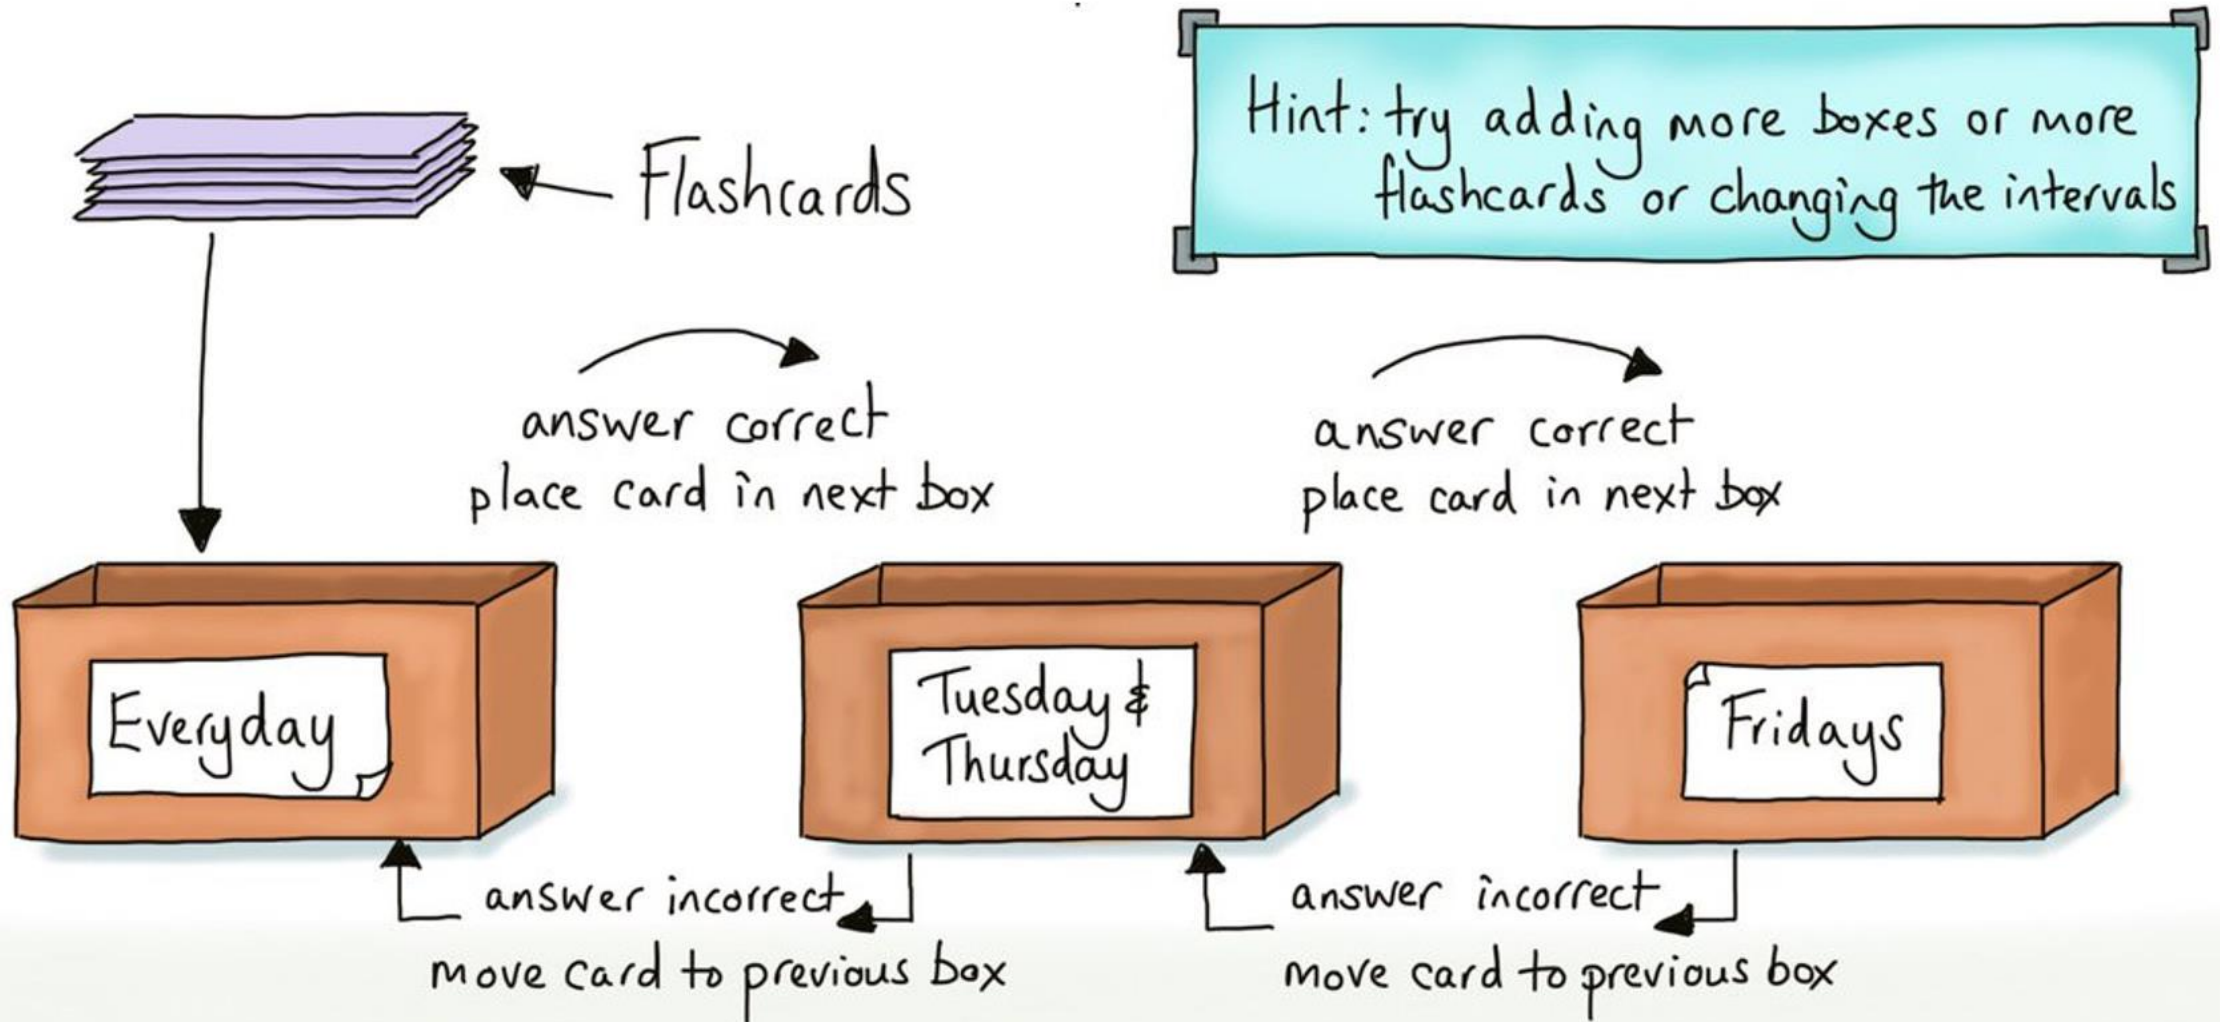 Hint: try adding more boxes or more
flashcards or changing the intervals
Flashcards
answer correct
place card in next box
answer correct
place card in next box
Everyday
Tuesday &
Thursday
Fridays
answer incorrect
move card to previous box
answer incorrect
move card to previous box